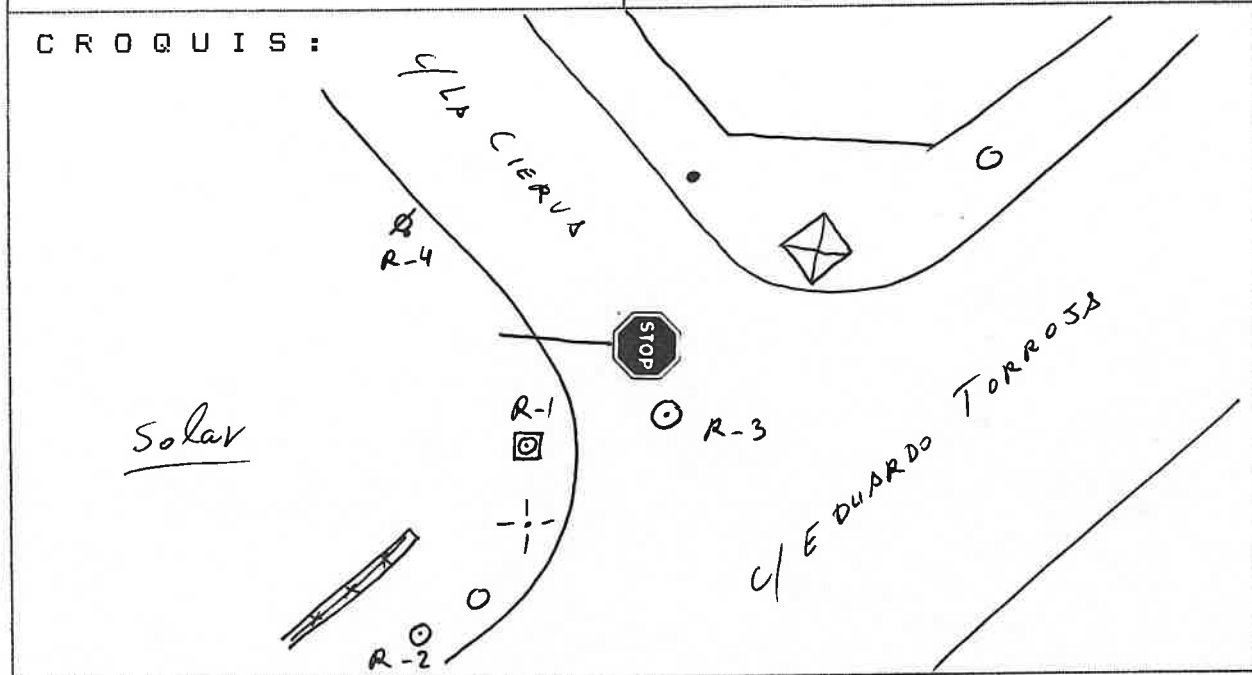 CROQUIS:
C/ LA CIERVA
R-4
STOP
R-1
R-3
Solar
C/ EDUARDO TORROJA
R-2